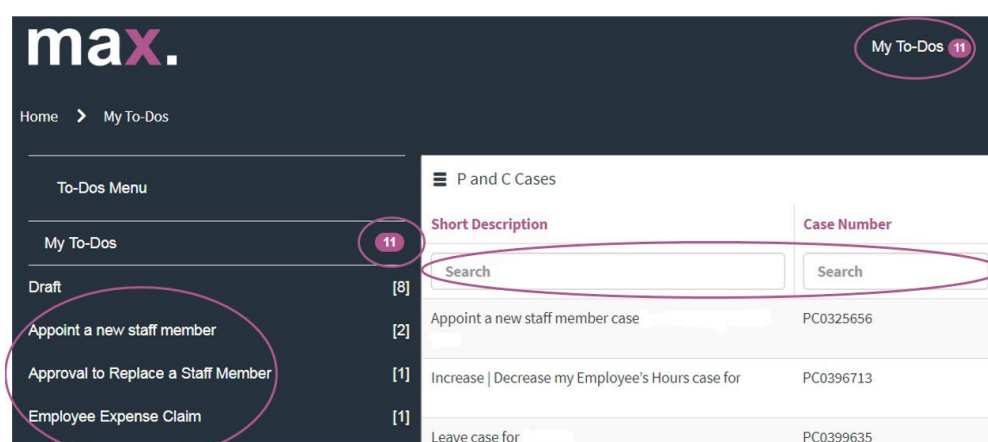 max.
My To-Dos 11
Home > My To-Dos
To-Dos Menu
My To-Dos 11
Draft [8]
Appoint a new staff member [2]
Approval to Replace a Staff Member [1]
Employee Expense Claim [1]
P and C Cases
Short Description Case Number
Search Search
Appoint a new staff member case PC0325656
Increase | Decrease my Employee's Hours case for PC0396713
Leave case for PC0399635